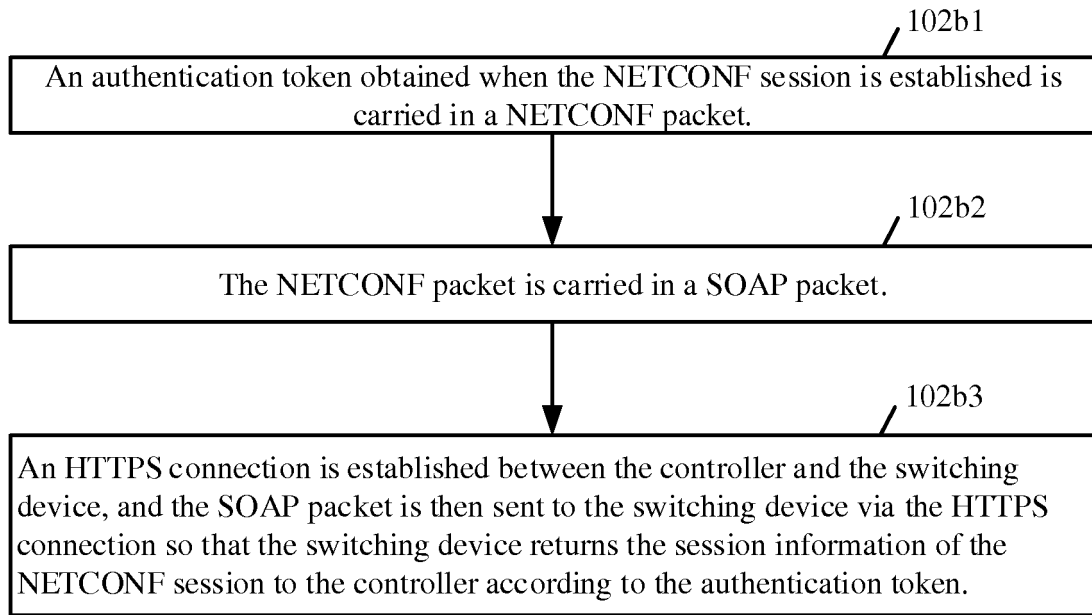 102b1
An authentication token obtained when the NETCONF session is established is
carried in a NETCONF packet.
102b2
The NETCONF packet is carried in a SOAP packet.
102b3
An HTTPS connection is established between the controller and the switching
device, and the SOAP packet is then sent to the switching device via the HTTPS
connection so that the switching device returns the session information of the
NETCONF session to the controller according to the authentication token.